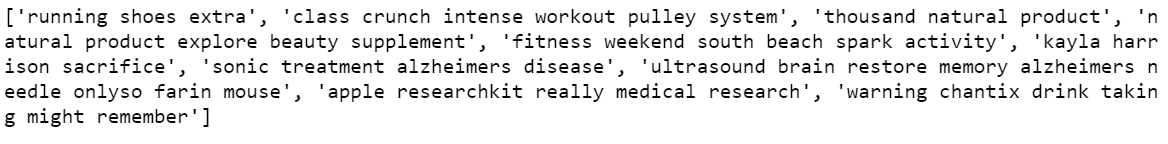 ['running shoes extra', 'class crunch intense workout pulley system', 'thousand natural product', 'n
atural product explore beauty supplement', 'fitness weekend south beach spark activity', 'kayla harr
ison sacrifice', 'sonic treatment alzheimers disease', 'ultrasound brain restore memory alzheimers n
eedle onlyso farin mouse', 'apple researchkit really medical research', 'warning chantix drink takin
g might remember']